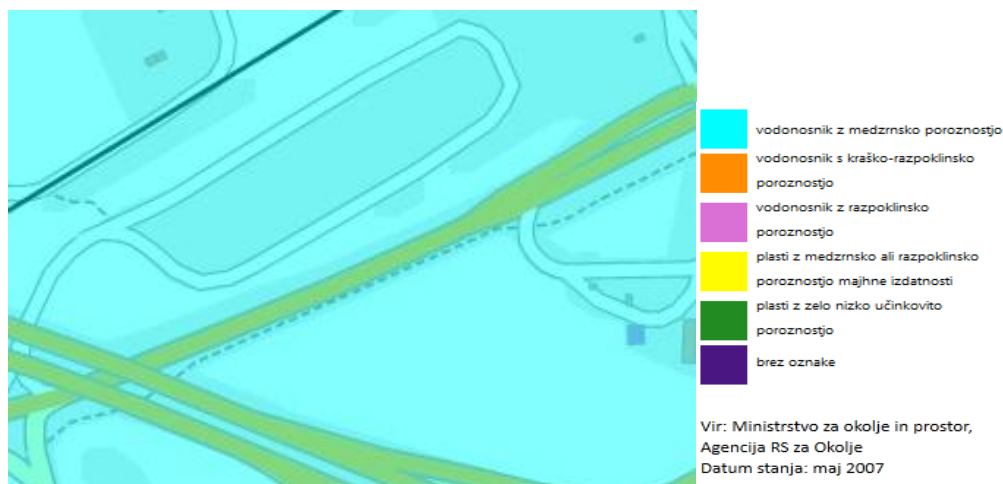 vodonosnik z medzrnsko poroznostjo
vodonosnik s kraško-razpoklinsko
poroznostjo
vodonosnik z razpoklinsko
poroznostjo
plasti z medzrnsko ali razpoklinsko
poroznostjo majhne izdatnosti
plasti z zelo nizko učinkovito
poroznostjo
brez oznake
Vir: Ministrstvo za okolje in prostor,
Agencija RS za Okolje
Datum stanja: maj 2007